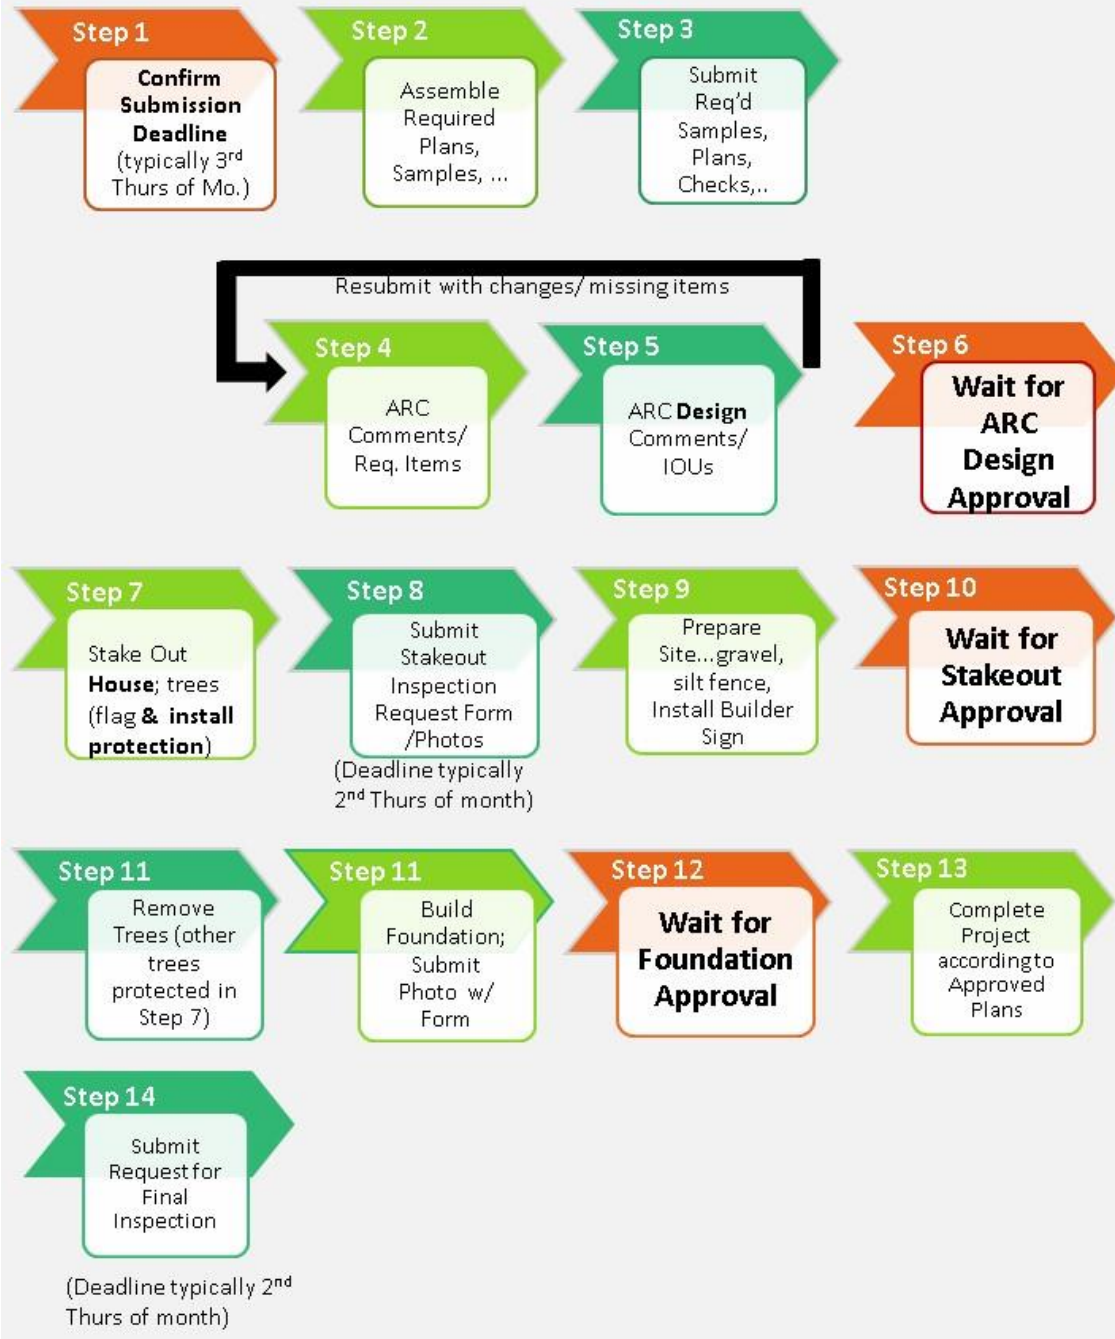 Step 1
Confirm
Submission
Deadline
(typically 3rd
Thurs of Mo.)
Step 2
Assemble
Required
Plans,
Samples, ...
Step 3
Submit
Req'd
Samples,
Plans,
Checks,..
Resubmit with changes/ missing items
Step 4
ARC
Comments/
Req. Items
Step 5
ARC Design
Comments/
IOUs
Step 6
Wait for
ARC
Design
Approval
Step 7
Stake Out
House; trees
(flag & install
protection)
Step 8
Submit
Stakeout
Inspection
Request Form
/Photos
(Deadline typically
2nd Thurs of month)
Step 9
Prepare
Site...gravel,
silt fence,
Install Builder
Sign
Step 10
Wait for
Stakeout
Approval
Step 11
Remove
Trees (other
trees
protected in
Step 7)
Step 11
Build
Foundation;
Submit
Photo w/
Form
Step 12
Wait for
Foundation
Approval
Step 13
Complete
Project
according to
Approved
Plans
Step 14
Submit
Request for
Final
Inspection
(Deadline typically 2nd
Thurs of month)